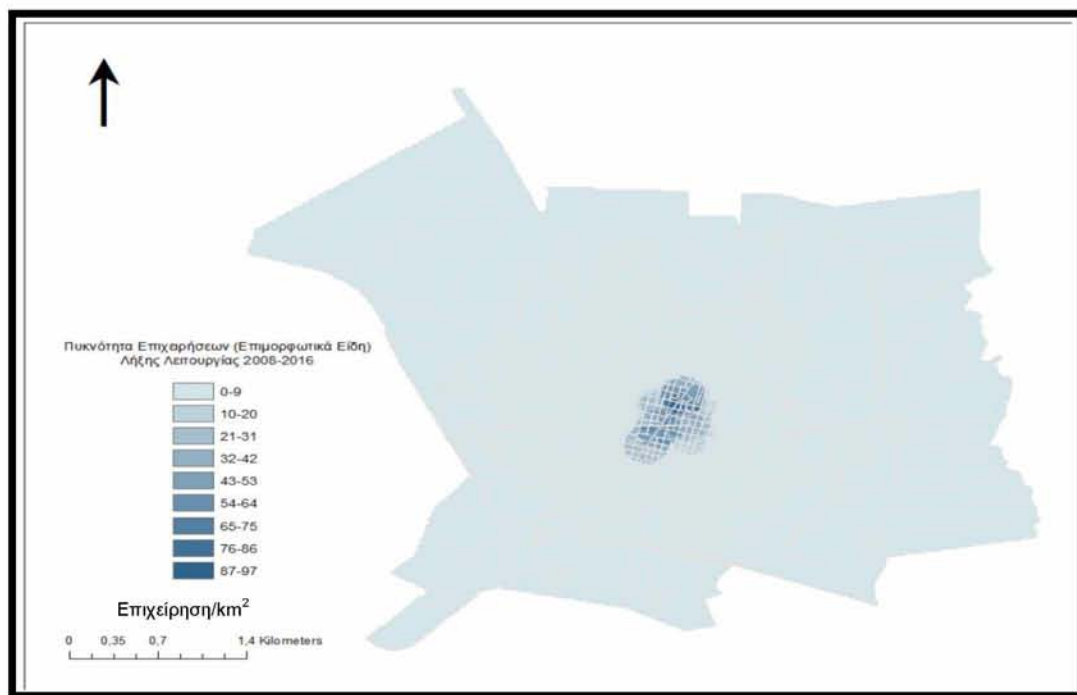 Πυκνότητα Επιχειρήσεων (Επιμορφωτικά Είδη)
Λήξης Λειτουργίας 2008-2016
0-9
10-20
21-31
32-42
43-53
54-64
65-75
76-86
87-97
Επιχείρηση/km²
0 0,35 0,7 1,4 Kilometers